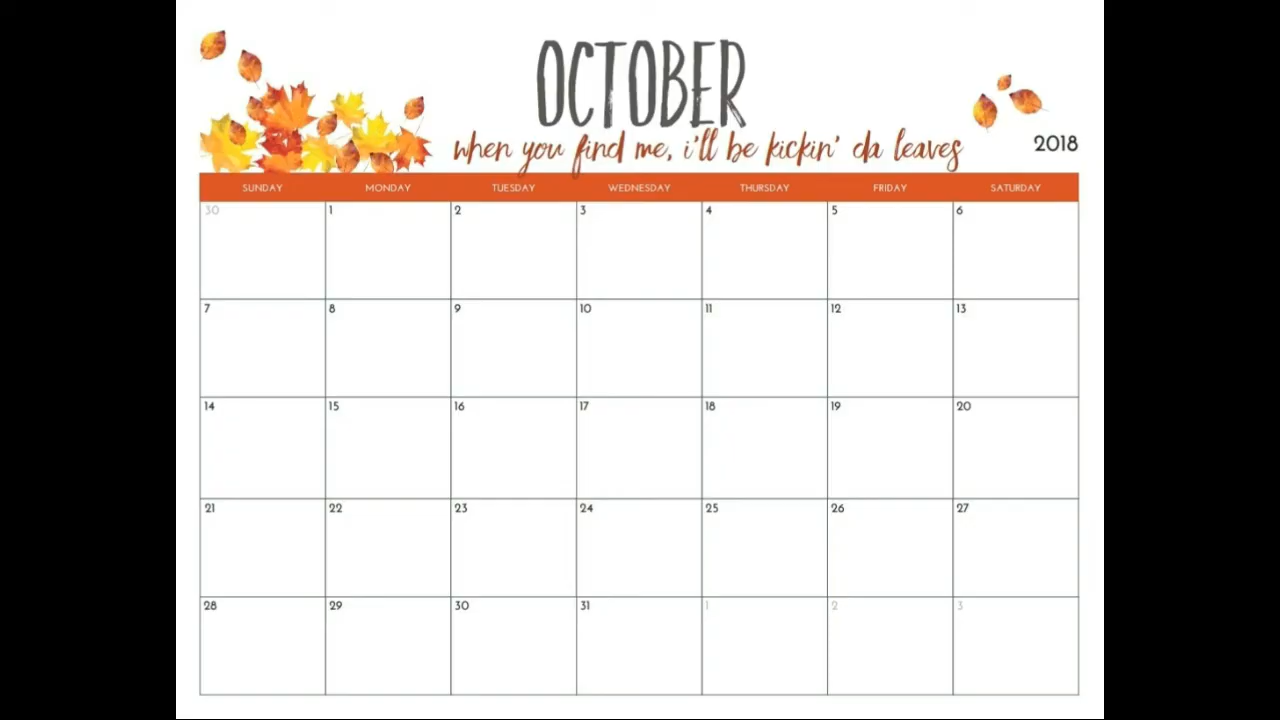 OCTOBER
when you find me, i'll be kickin' da leaves
2018
SUNDAY MONDAY TUESDAY WEDNESDAY THURSDAY FRIDAY SATURDAY
30 1 2 3 4 5 6
7 8 9 10 11 12 13
14 15 16 17 18 19 20
21 22 23 24 25 26 27
28 29 30 31 1 2 3